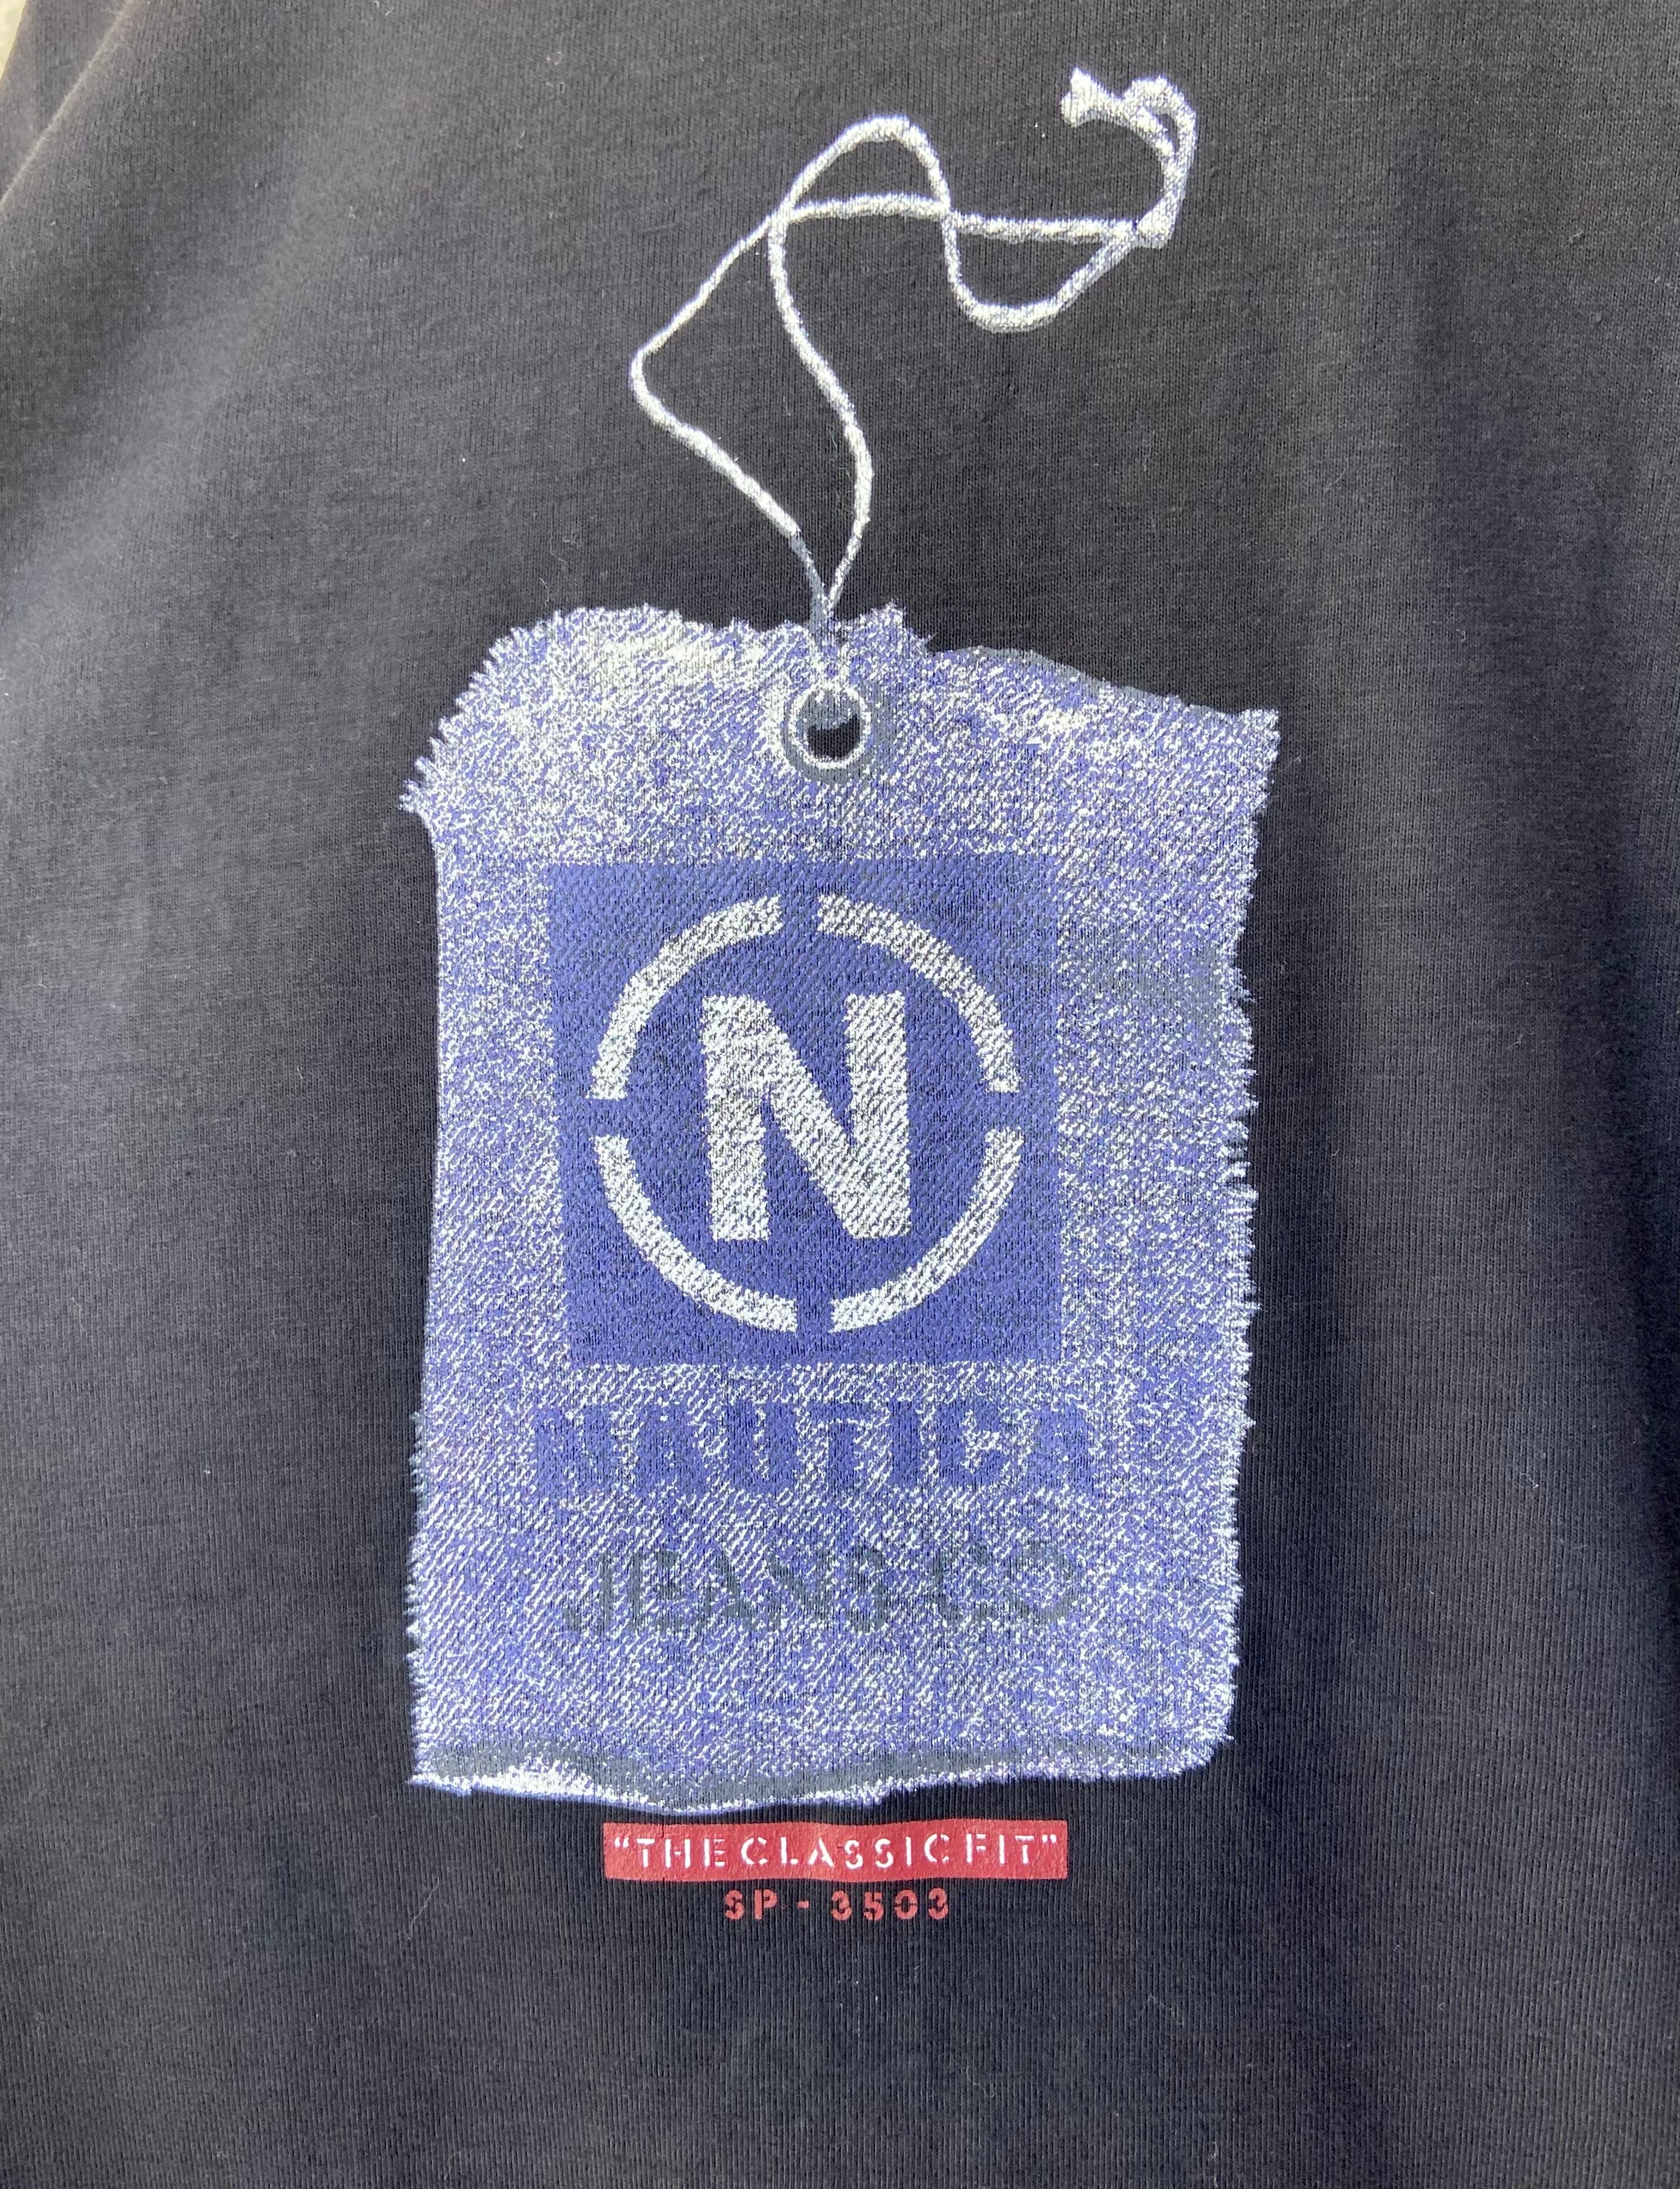 N
NAUTICA
JEANS CO
"THE CLASSIC FIT"
SP - 3503